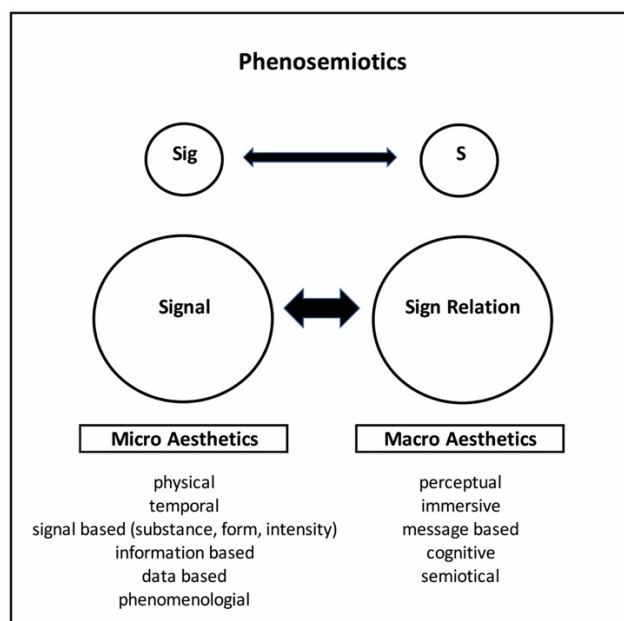 Phenosemiotics
Sig
S
Signal
Sign Relation
Micro Aesthetics
Macro Aesthetics
physical
temporal
signal based (substance, form, intensity)
information based
data based
phenomenologial
perceptual
immersive
message based
cognitive
semiotical